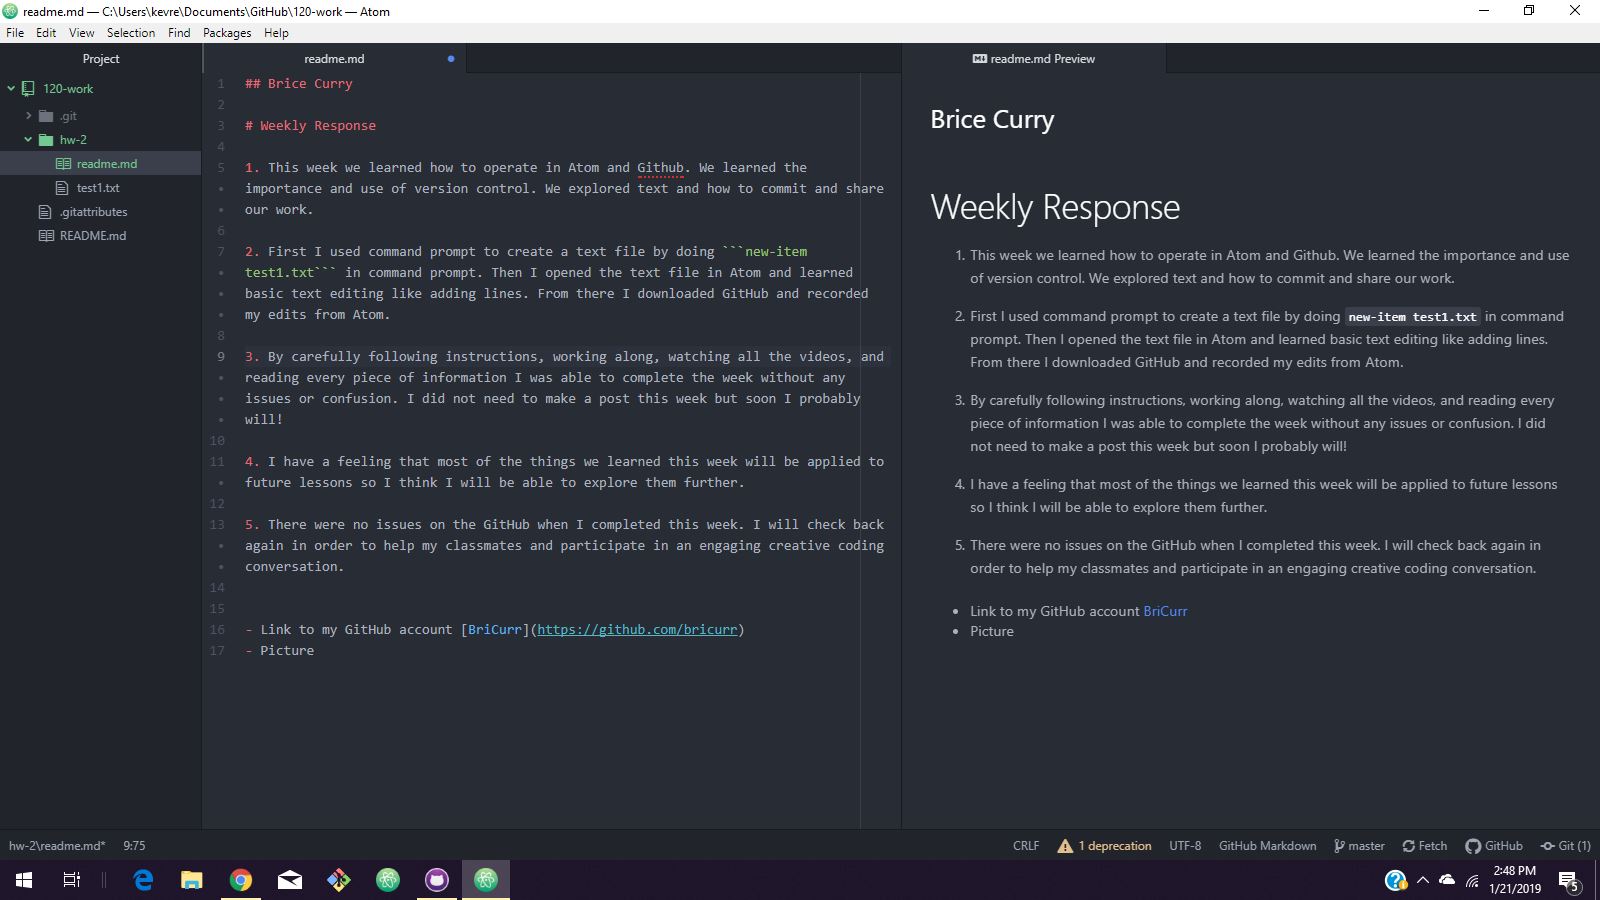 readme.md — C:\Users\kevre\Documents\GitHub\120-work — Atom
File Edit View Selection Find Packages Help
Project
120-work
.git
hw-2
readme.md
test1.txt
.gitattributes
README.md
readme.md
1 ## Brice Curry
2
3 # Weekly Response
4
5 1. This week we learned how to operate in Atom and Github. We learned the
• importance and use of version control. We explored text and how to commit and share
• our work.
6
7 2. First I used command prompt to create a text file by doing ```new-item
• test1.txt``` in command prompt. Then I opened the text file in Atom and learned
• basic text editing like adding lines. From there I downloaded GitHub and recorded
• my edits from Atom.
8
9 3. By carefully following instructions, working along, watching all the videos, and
• reading every piece of information I was able to complete the week without any
• issues or confusion. I did not need to make a post this week but soon I probably
• will!
10
11 4. I have a feeling that most of the things we learned this week will be applied to
• future lessons so I think I will be able to explore them further.
12
13 5. There were no issues on the GitHub when I completed this week. I will check back
• again in order to help my classmates and participate in an engaging creative coding
• conversation.
14
15
16 - Link to my GitHub account [BriCurr](https://github.com/bricurr)
17 - Picture
readme.md Preview
Brice Curry
Weekly Response
1. This week we learned how to operate in Atom and Github. We learned the importance and use
of version control. We explored text and how to commit and share our work.
2. First I used command prompt to create a text file by doing new-item test1.txt in command
prompt. Then I opened the text file in Atom and learned basic text editing like adding lines.
From there I downloaded GitHub and recorded my edits from Atom.
3. By carefully following instructions, working along, watching all the videos, and reading every
piece of information I was able to complete the week without any issues or confusion. I did
not need to make a post this week but soon I probably will!
4. I have a feeling that most of the things we learned this week will be applied to future lessons
so I think I will be able to explore them further.
5. There were no issues on the GitHub when I completed this week. I will check back again in
order to help my classmates and participate in an engaging creative coding conversation.
• Link to my GitHub account BriCurr
• Picture
hw-2\readme.md* 9:75
CRLF 1 deprecation UTF-8 GitHub Markdown master Fetch GitHub Git (1)
2:48 PM
1/21/2019
5